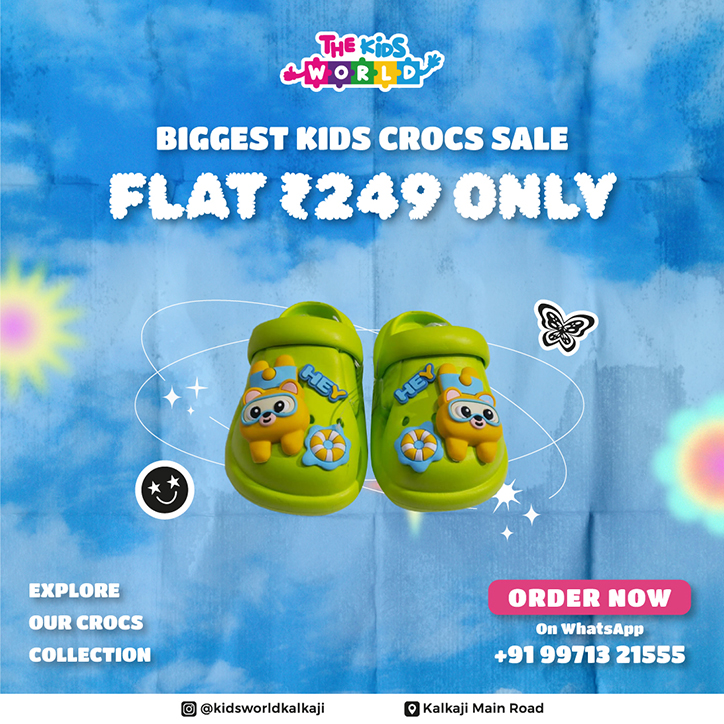 THE KiDS
WORLD
BIGGEST KIDS CROCS SALE
FLAT ₹249 ONLY
HEY
HEY
EXPLORE
OUR CROCS
COLLECTION
ORDER NOW
On WhatsApp
+91 99713 21555
@kidsworldkalkaji
Kalkaji Main Road